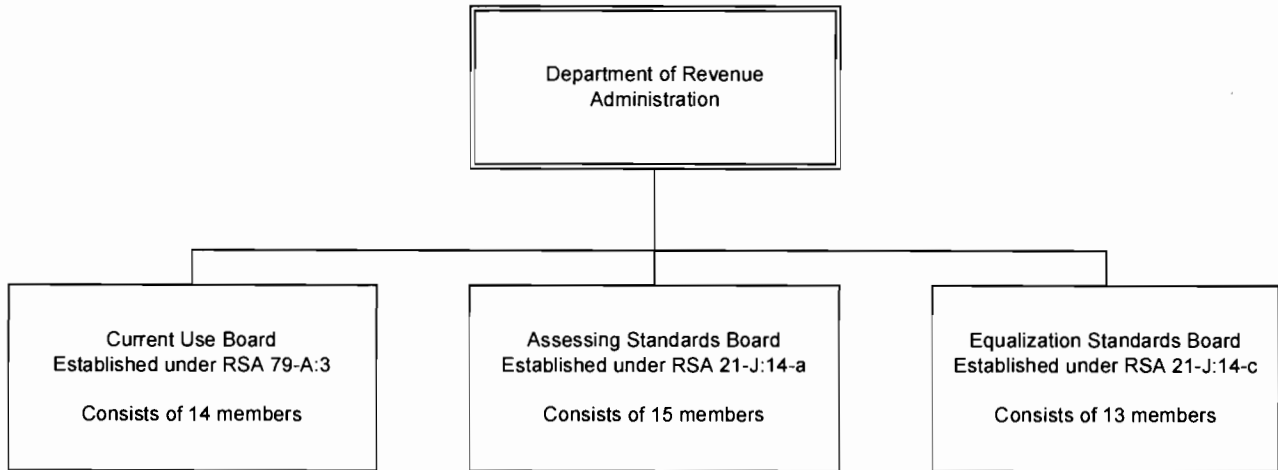 Department of Revenue
Administration
Current Use Board
Established under RSA 79-A:3
Consists of 14 members
Assessing Standards Board
Established under RSA 21-J:14-a
Consists of 15 members
Equalization Standards Board
Established under RSA 21-J:14-c
Consists of 13 members